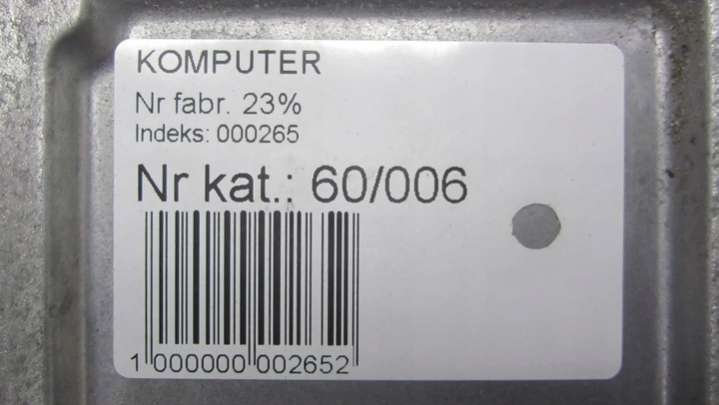 KOMPUTER
Nr fabr. 23%
Indeks: 000265
Nr kat.: 60/006
1 000000 002652